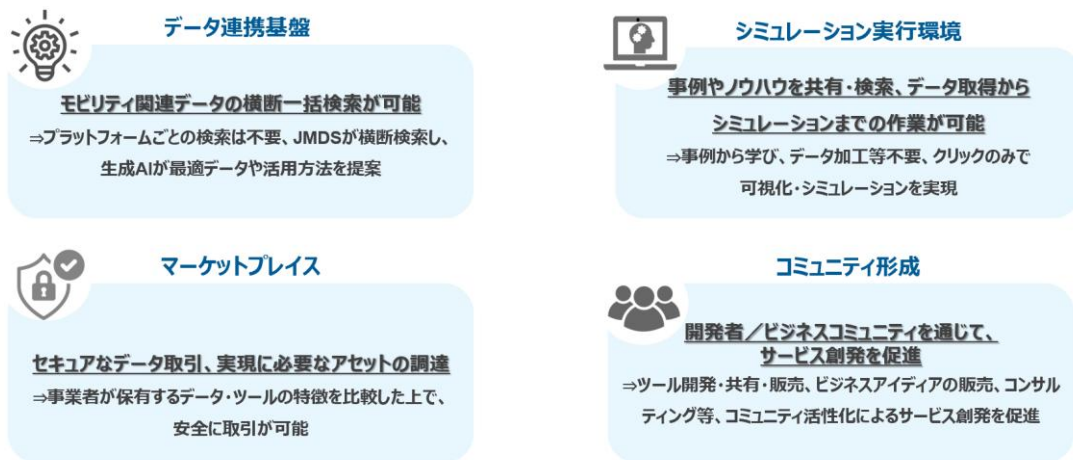 データ連携基盤
モビリティ関連データの横断一括検索が可能
⇒プラットフォームごとの検索は不要、JMDSが横断検索し、
生成AIが最適データや活用方法を提案
シミュレーション実行環境
事例やノウハウを共有・検索、データ取得から
シミュレーションまでの作業が可能
⇒事例から学び、データ加工等不要、クリックのみで
可視化・シミュレーションを実現
マーケットプレイス
セキュアなデータ取引、実現に必要なアセットの調達
⇒事業者が保有するデータ・ツールの特徴を比較した上で、
安全に取引が可能
コミュニティ形成
開発者／ビジネスコミュニティを通じて、
サービス創発を促進
⇒ツール開発・共有・販売、ビジネスアイディアの販売、コンサル
ティング等、コミュニティ活性化によるサービス創発を促進